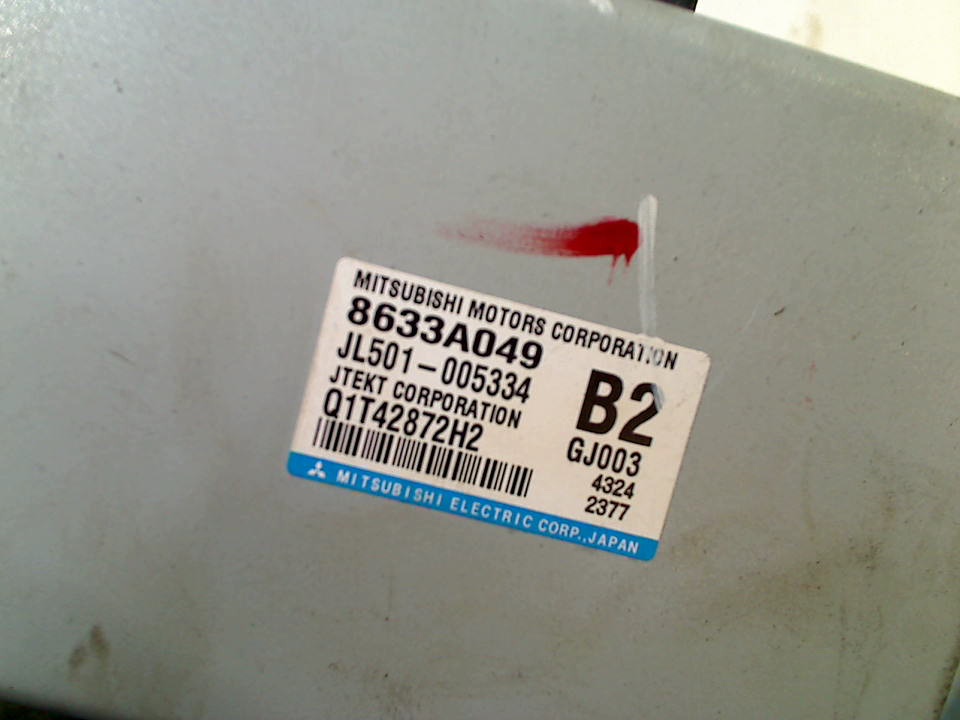 MITSUBISHI MOTORS CORPORATION
8633A049
JL501-005334
JTEKT CORPORATION
Q1T42872H2
B2
GJ003
4324
2377
MITSUBISHI ELECTRIC CORP.,JAPAN